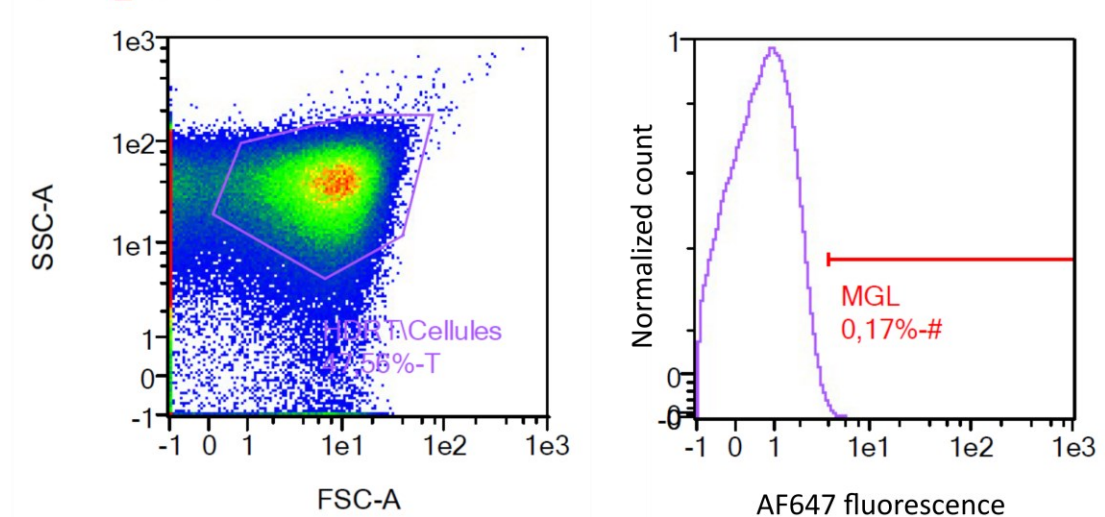 1e3
1e2
1e1
1
0
-1
-1 0 1 1e1 1e2 1e3
SSC-A
FSC-A
\Cellules
%-T
1
0
-1 0 1 1e1 1e2 1e3
Normalized count
AF647 fluorescence
MGL
0,17%-#